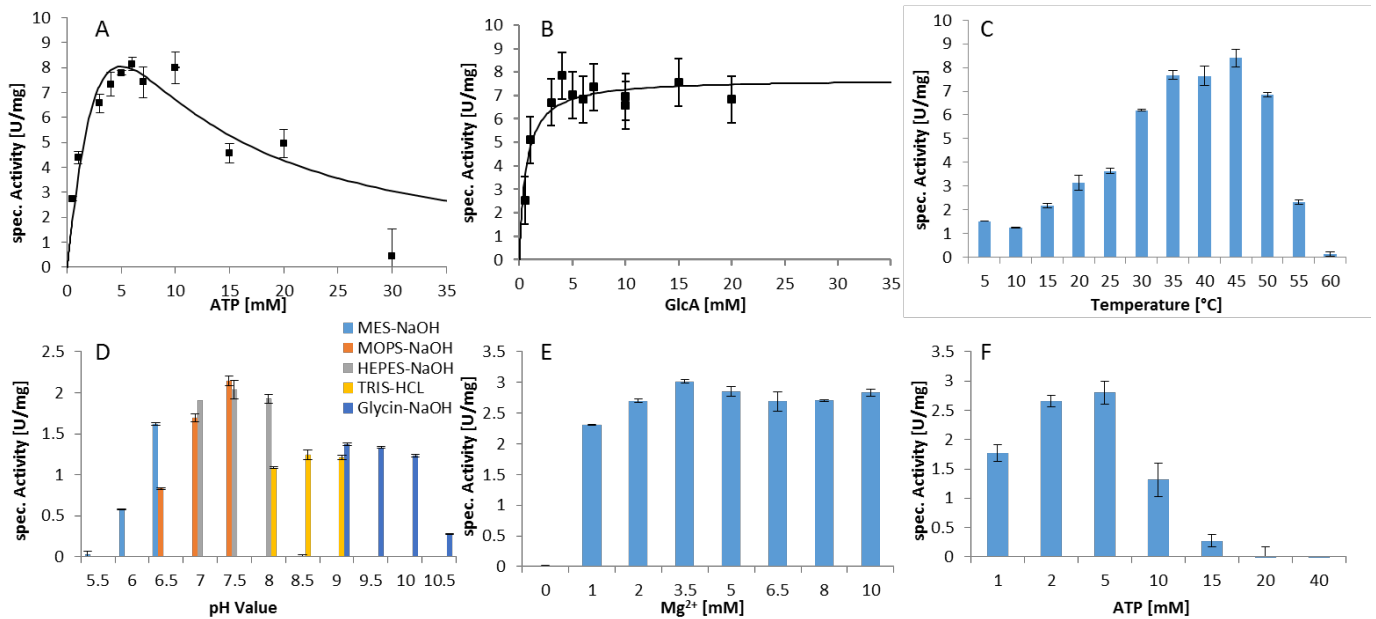 A
spec. Activity [U/mg]
10
9
8
7
6
5
4
3
2
1
0
0 5 10 15 20 25 30 35
ATP [mM]
B
spec. Activity [U/mg]
10
9
8
7
6
5
4
3
2
1
0
0 5 10 15 20 25 30 35
GlcA [mM]
C
spec. Activity [U/mg]
10
9
8
7
6
5
4
3
2
1
0
5 10 15 20 25 30 35 40 45 50 55 60
Temperature [°C]
D
MES-NaOH
MOPS-NaOH
HEPES-NaOH
TRIS-HCL
Glycin-NaOH
spec. Activity [U/mg]
2.5
2
1.5
1
0.5
0
5.5 6 6.5 7 7.5 8 8.5 9 9.5 10 10.5
pH Value
E
spec. Activity [U/mg]
3.5
3
2.5
2
1.5
1
0.5
0
0 1 2 3.5 5 6.5 8 10
Mg²⁺ [mM]
F
spec. Activity [U/mg]
3.5
3
2.5
2
1.5
1
0.5
0
1 2 5 10 15 20 40
ATP [mM]